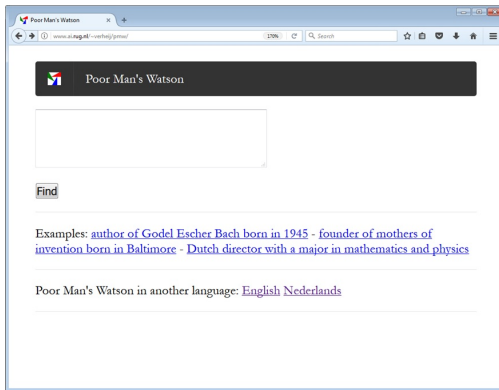 Poor Man's Watson
www.ai.rug.nl/~verheij/pmw/
170%
Search
Poor Man's Watson
Find
Examples: author of Godel Escher Bach born in 1945 - founder of mothers of
invention born in Baltimore - Dutch director with a major in mathematics and physics
Poor Man's Watson in another language: English Nederlands